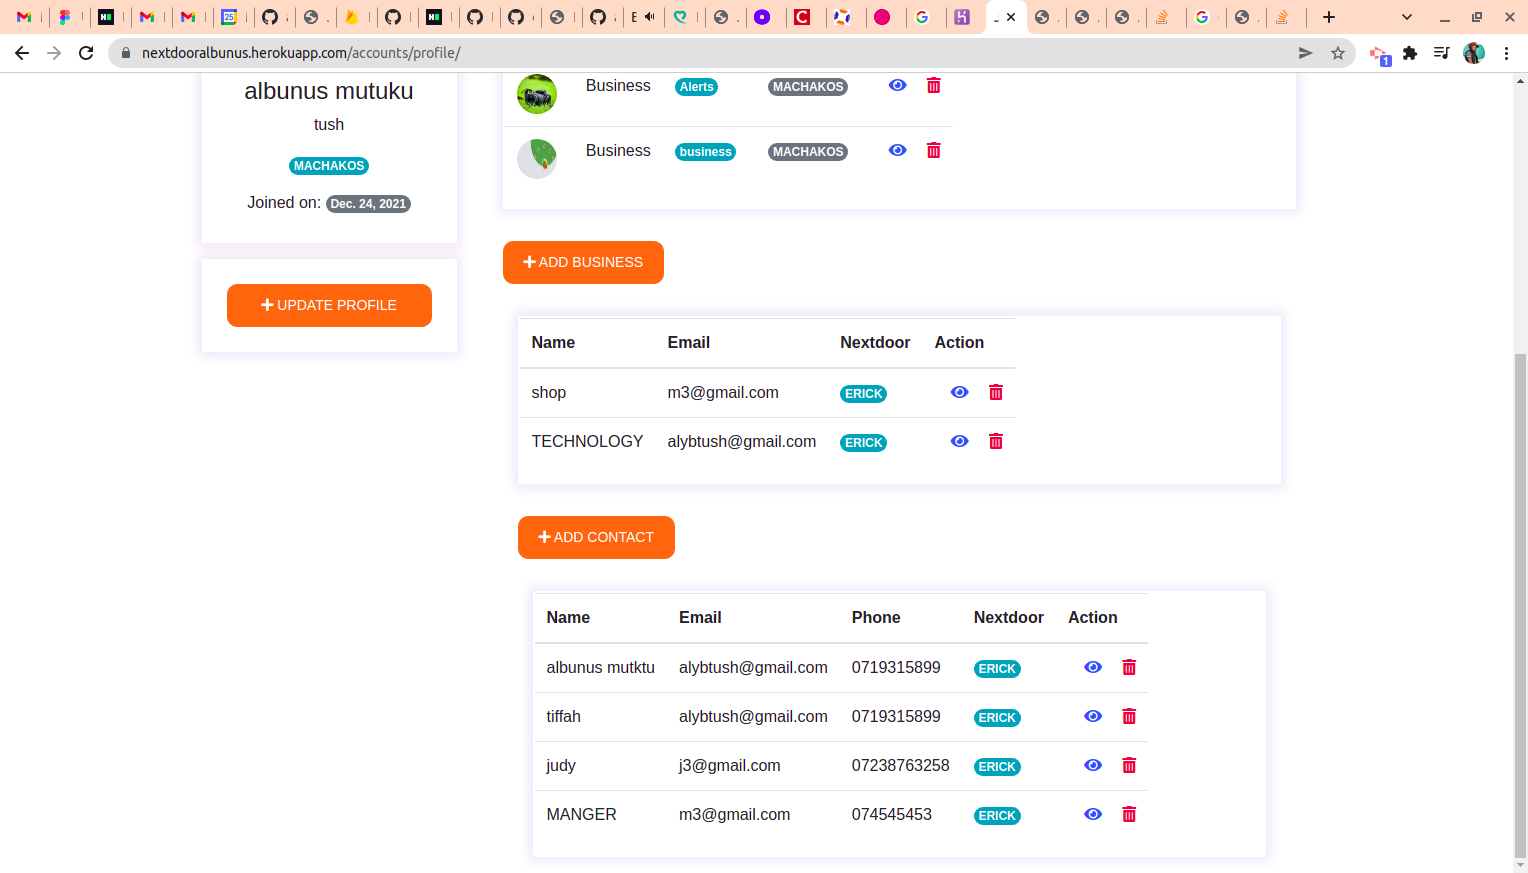 25
E
nextdooralbunus.herokuapp.com/accounts/profile/
1
albunus mutuku
tush
MACHAKOS
Joined on: Dec. 24, 2021
UPDATE PROFILE
Business Alerts MACHAKOS
Business business MACHAKOS
ADD BUSINESS
Name Email Nextdoor Action
shop m3@gmail.com ERICK
TECHNOLOGY alybtush@gmail.com ERICK
ADD CONTACT
Name Email Phone Nextdoor Action
albunus mutktu alybtush@gmail.com 0719315899 ERICK
tiffah alybtush@gmail.com 0719315899 ERICK
judy j3@gmail.com 07238763258 ERICK
MANGER m3@gmail.com 074545453 ERICK